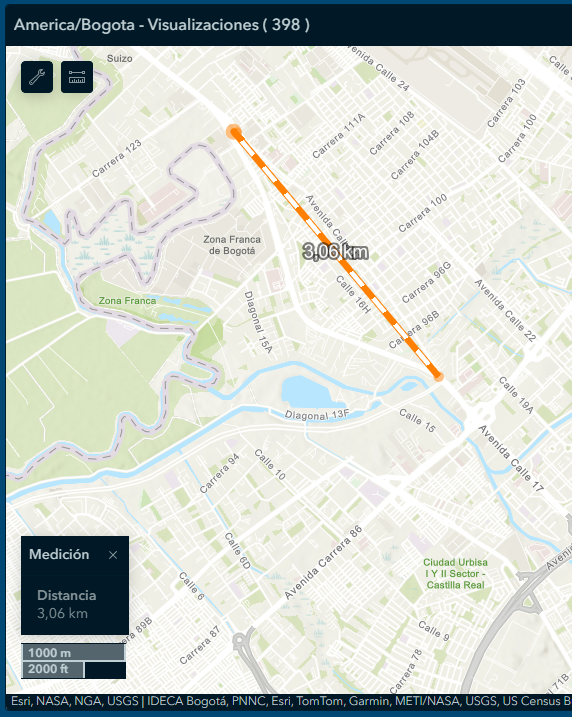 America/Bogota - Visualizaciones ( 398 )
Suizo
Avenida Calle 24
Carrera 103
Carrera 111A
Carrera 108
Carrera 100
Carrera 123
Carrera 104B
Avenida Calle
Carrera 100
Zona Franca
de Bogotá
3,06 km
Carrera 96G
Calle 16H
Zona Franca
Diagonal 15A
Carrera 96B
Avenida Calle 22
Calle 19A
Diagonal 13F
Calle 15
Avenida Calle 17
Carrera 94
Calle 10
Avenida Carrera 86
Calle 6D
Medición
Distancia
3,06 km
Calle 6
Ciudad Urbisa
I Y II Sector -
Castilla Real
89B
Carrera 87
Calle 9
Carrera 78
71B
1000 m
2000 ft
Esri, NASA, NGA, USGS | IDECA Bogotá, PNNC, Esri, TomTom, Garmin, METI/NASA, USGS, US Census B